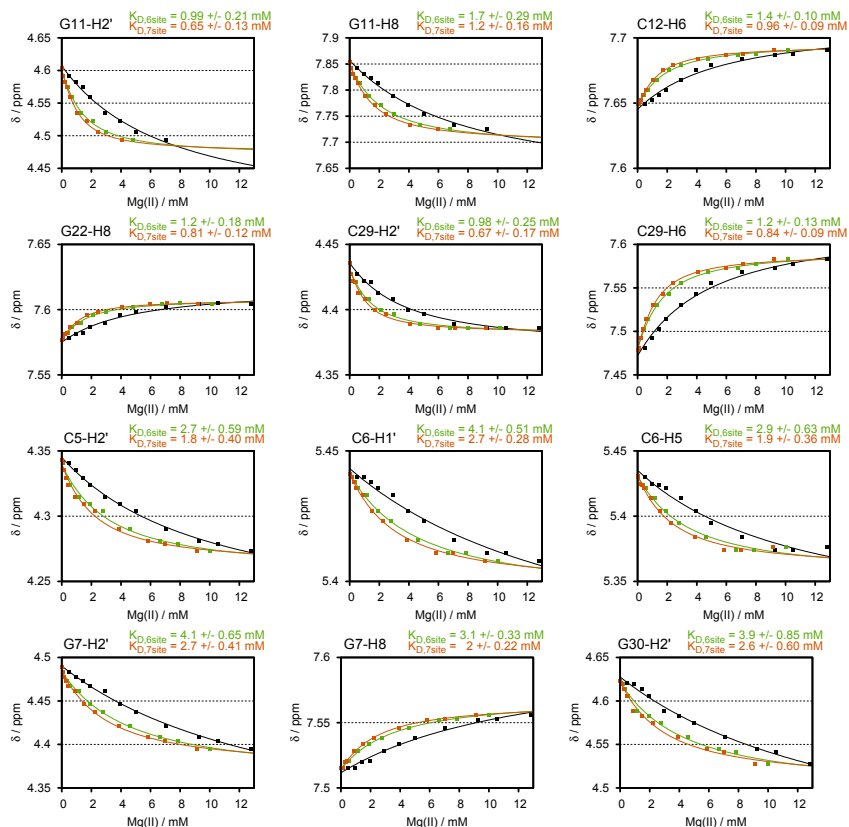 G11-H2'
K_D,6site = 0.99 +/- 0.21 mM
K_D,7site = 0.65 +/- 0.13 mM
δ / ppm
4.65
4.6
4.55
4.5
4.45
0 2 4 6 8 10 12
Mg(II) / mM
G11-H8
K_D,6site = 1.7 +/- 0.29 mM
K_D,7site = 1.2 +/- 0.16 mM
δ / ppm
7.9
7.85
7.8
7.75
7.7
7.65
0 2 4 6 8 10 12
Mg(II) / mM
C12-H6
K_D,6site = 1.4 +/- 0.10 mM
K_D,7site = 0.96 +/- 0.09 mM
δ / ppm
7.7
7.65
7.6
0 2 4 6 8 10 12
Mg(II) / mM
G22-H8
K_D,6site = 1.2 +/- 0.18 mM
K_D,7site = 0.81 +/- 0.12 mM
δ / ppm
7.65
7.6
7.55
0 2 4 6 8 10 12
Mg(II) / mM
C29-H2'
K_D,6site = 0.98 +/- 0.25 mM
K_D,7site = 0.67 +/- 0.17 mM
δ / ppm
4.45
4.4
4.35
0 2 4 6 8 10 12
Mg(II) / mM
C29-H6
K_D,6site = 1.2 +/- 0.13 mM
K_D,7site = 0.84 +/- 0.09 mM
δ / ppm
7.6
7.55
7.5
7.45
0 2 4 6 8 10 12
Mg(II) / mM
C5-H2'
K_D,6site = 2.7 +/- 0.59 mM
K_D,7site = 1.8 +/- 0.40 mM
δ / ppm
4.35
4.3
4.25
0 2 4 6 8 10 12
Mg(II) / mM
C6-H1'
K_D,6site = 4.1 +/- 0.51 mM
K_D,7site = 2.7 +/- 0.28 mM
δ / ppm
5.45
5.4
0 2 4 6 8 10 12
Mg(II) / mM
C6-H5
K_D,6site = 2.9 +/- 0.63 mM
K_D,7site = 1.9 +/- 0.36 mM
δ / ppm
5.45
5.4
5.35
0 2 4 6 8 10 12
Mg(II) / mM
G7-H2'
K_D,6site = 4.1 +/- 0.65 mM
K_D,7site = 2.7 +/- 0.41 mM
δ / ppm
4.5
4.45
4.4
4.35
0 2 4 6 8 10 12
Mg(II) / mM
G7-H8
K_D,6site = 3.1 +/- 0.33 mM
K_D,7site = 2 +/- 0.22 mM
δ / ppm
7.6
7.55
7.5
0 2 4 6 8 10 12
Mg(II) / mM
G30-H2'
K_D,6site = 3.9 +/- 0.85 mM
K_D,7site = 2.6 +/- 0.60 mM
δ / ppm
4.65
4.6
4.55
4.5
0 2 4 6 8 10 12
Mg(II) / mM